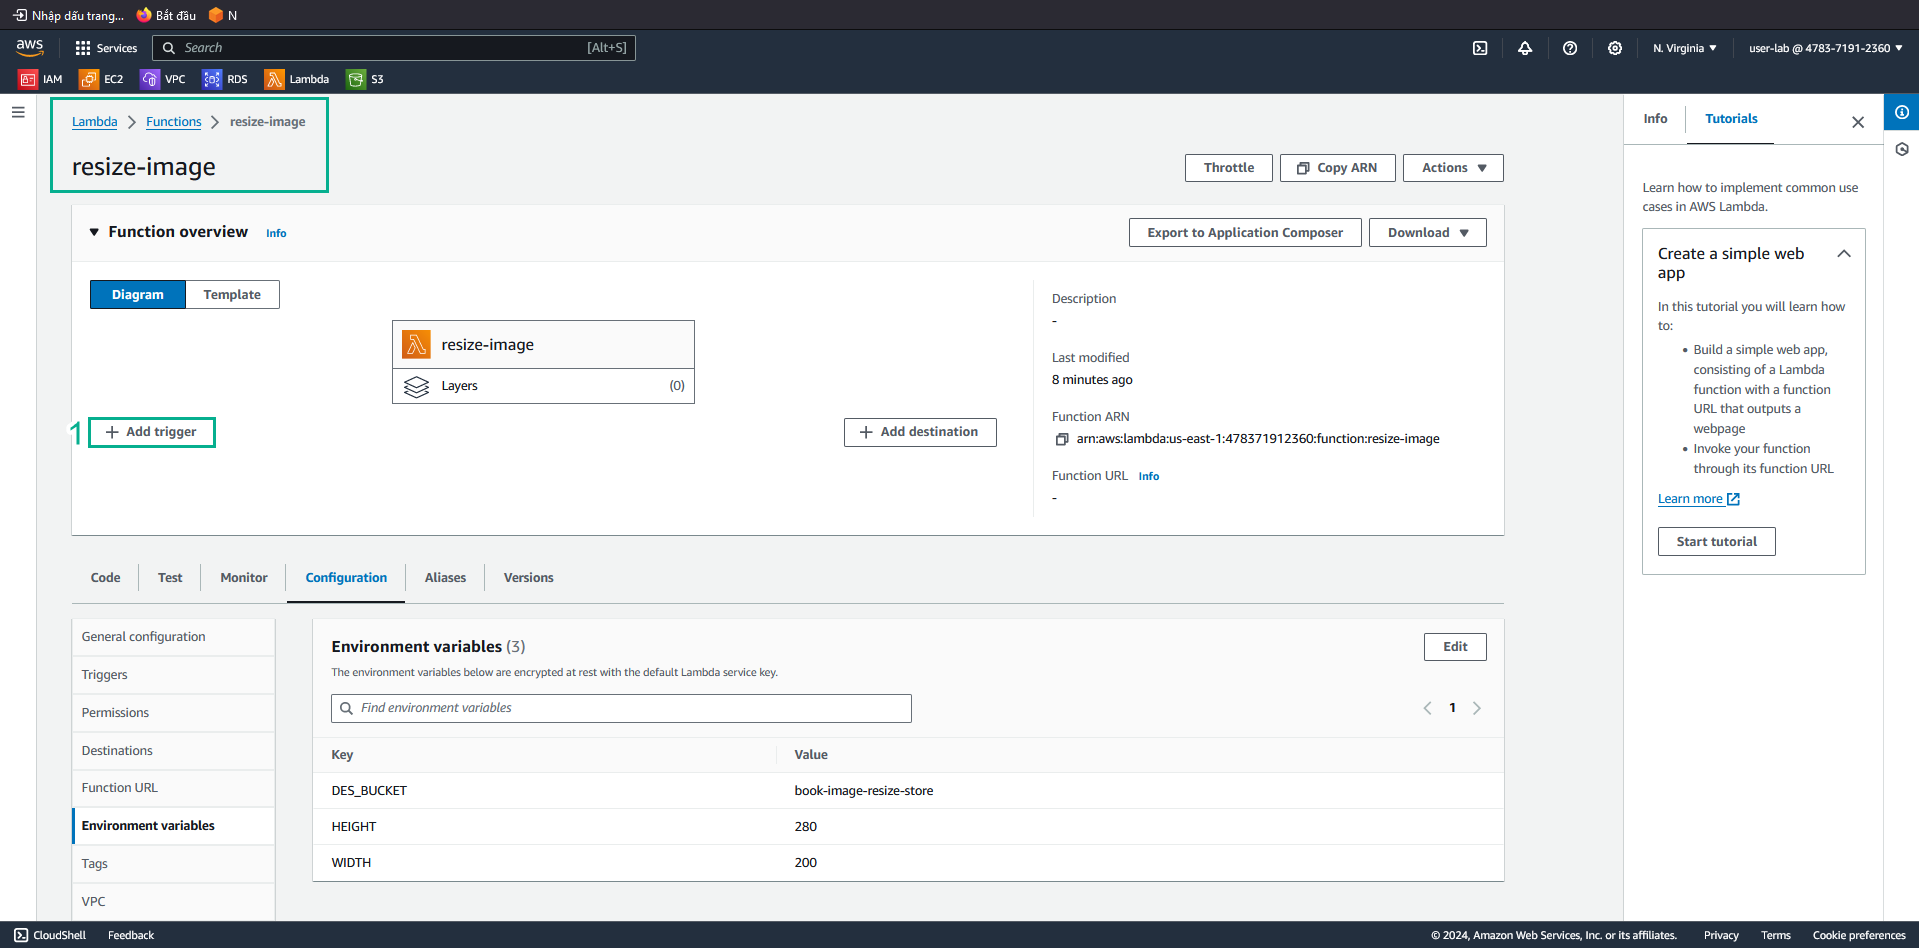 Nhập dấu trang... Bắt đầu N
aws Services Search [Alt+S] N. Virginia ▼ user-lab @ 4783-7191-2360 ▼
IAM EC2 VPC RDS Lambda S3
Lambda > Functions > resize-image
resize-image
Throttle Copy ARN Actions ▼
▼ Function overview Info
Export to Application Composer Download ▼
Diagram Template
resize-image
Layers (0)
1 + Add trigger
+ Add destination
Description
-
Last modified
8 minutes ago
Function ARN
arn:aws:lambda:us-east-1:478371912360:function:resize-image
Function URL Info
-
Code Test Monitor Configuration Aliases Versions
General configuration
Triggers
Permissions
Destinations
Function URL
Environment variables
Tags
VPC
Environment variables (3)
Edit
The environment variables below are encrypted at rest with the default Lambda service key.
Find environment variables
< 1 >
Key Value
DES_BUCKET book-image-resize-store
HEIGHT 280
WIDTH 200
Info Tutorials
Learn how to implement common use
cases in AWS Lambda.
Create a simple web
app
In this tutorial you will learn how
to:
• Build a simple web app,
consisting of a Lambda
function with a function
URL that outputs a
webpage
• Invoke your function
through its function URL
Learn more
Start tutorial
CloudShell Feedback © 2024, Amazon Web Services, Inc. or its affiliates. Privacy Terms Cookie preferences